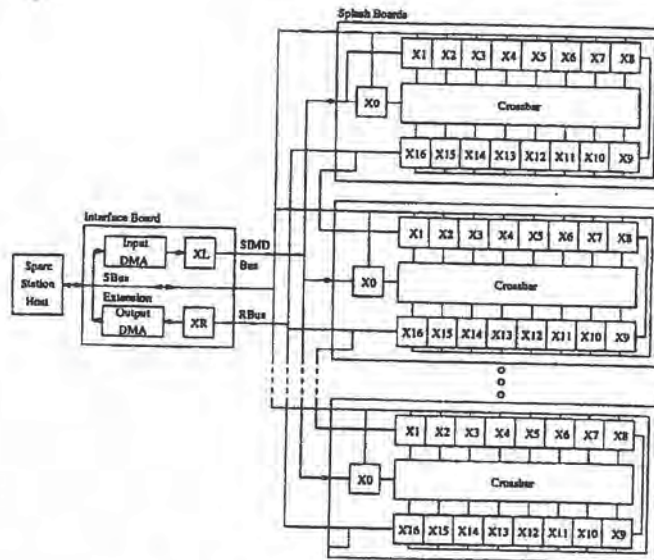 Splash Boards
X1 X2 X3 X4 X5 X6 X7 X8
X0
Crossbar
X16 X15 X14 X13 X12 X11 X10 X9
Interface Board
Input
DMA
XL
SIMD
Bus
Sparc
Station
Host
SBus
Extension
Output
DMA
XR
RBus
X1 X2 X3 X4 X5 X6 X7 X8
X0
Crossbar
X16 X15 X14 X13 X12 X11 X10 X9
X1 X2 X3 X4 X5 X6 X7 X8
X0
Crossbar
X16 X15 X14 X13 X12 X11 X10 X9